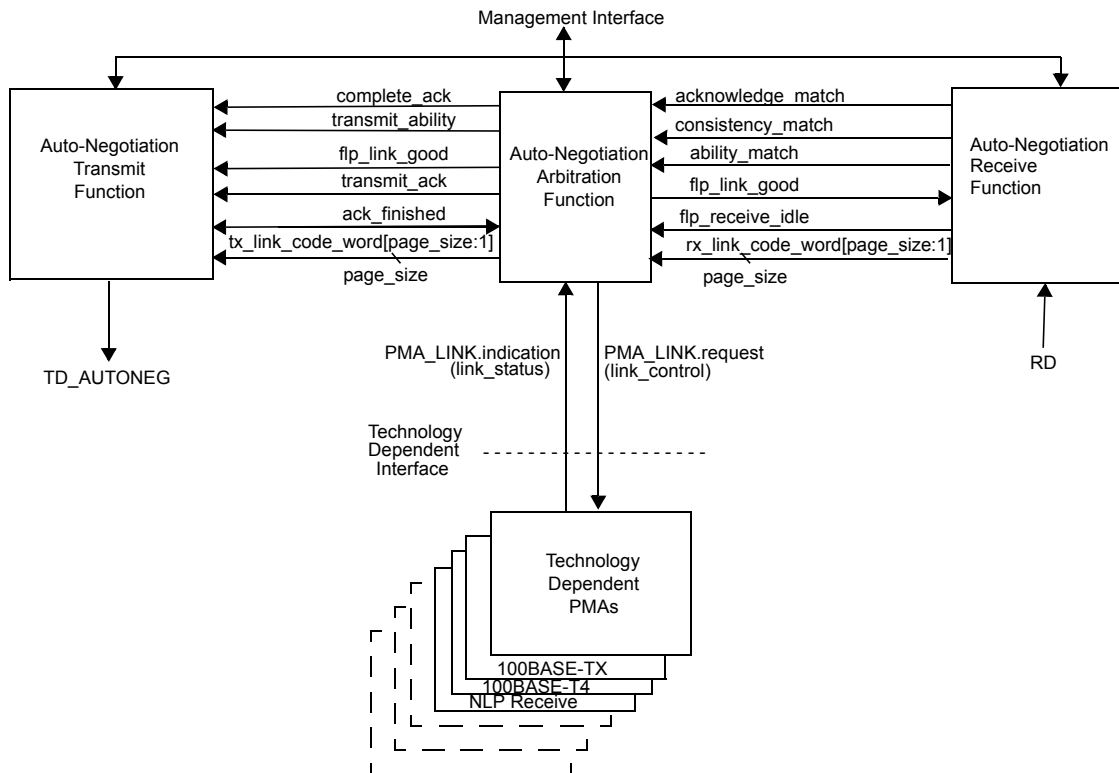 Management Interface
Auto-Negotiation
Transmit
Function
complete_ack
transmit_ability
flp_link_good
transmit_ack
ack_finished
tx_link_code_word[page_size:1]
page_size
Auto-Negotiation
Arbitration
Function
acknowledge_match
consistency_match
ability_match
flp_link_good
flp_receive_idle
rx_link_code_word[page_size:1]
page_size
Auto-Negotiation
Receive
Function
TD_AUTONEG
PMA_LINK.indication
(link_status)
PMA_LINK.request
(link_control)
RD
Technology
Dependent
Interface
Technology
Dependent
PMAs
100BASE-TX
100BASE-T4
NLP Receive